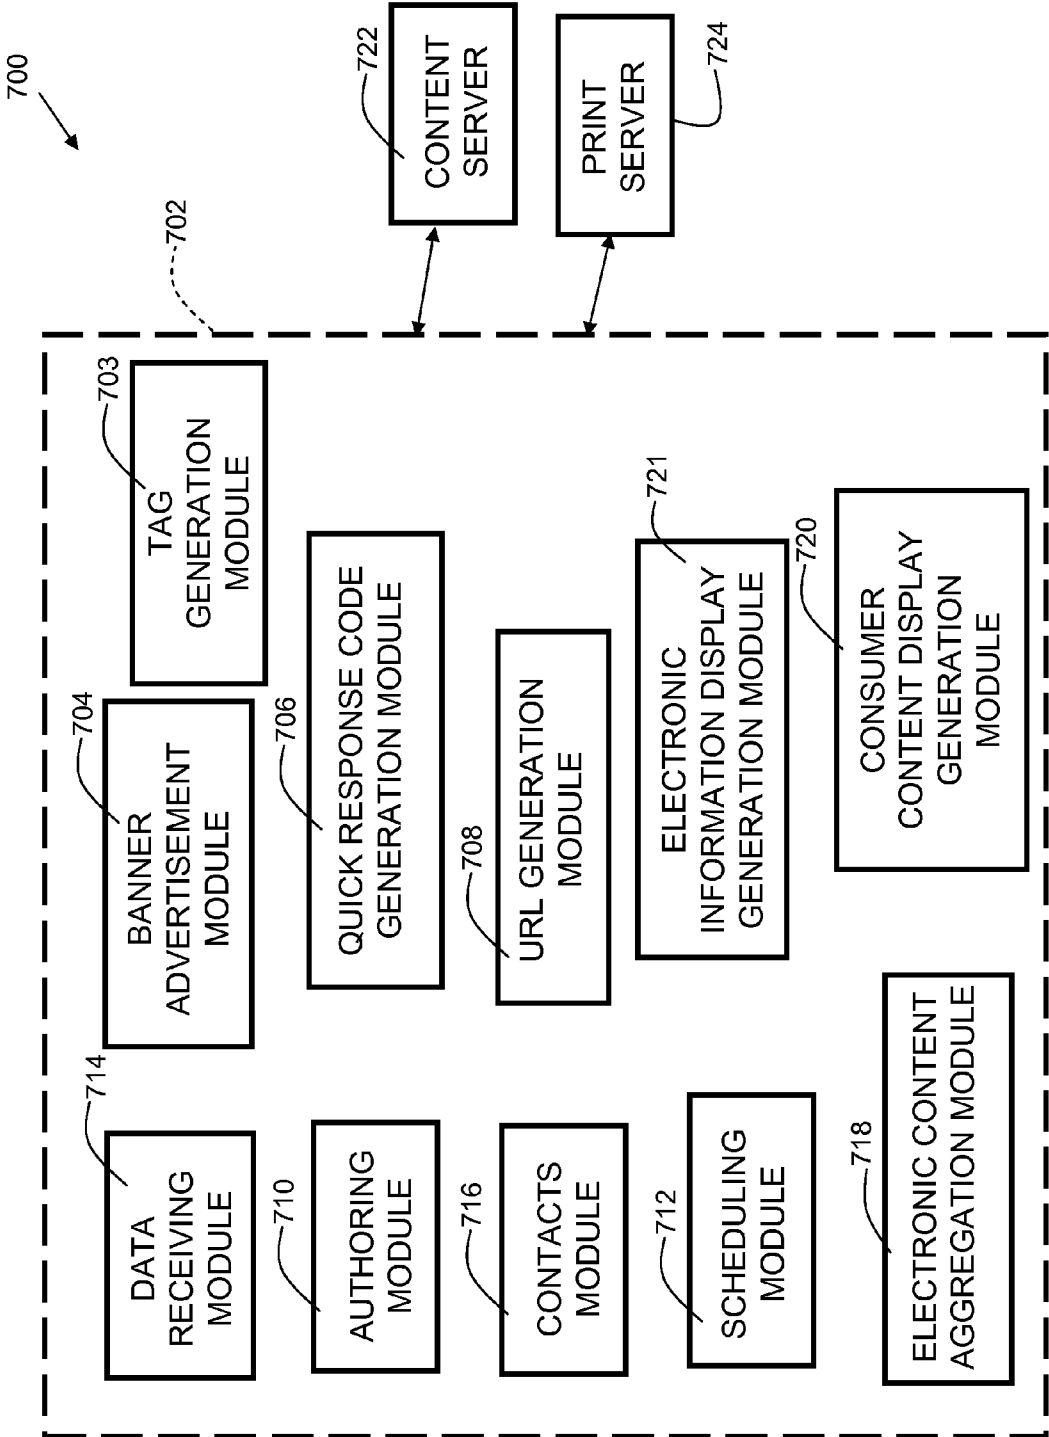 700
714
DATA
RECEIVING
MODULE
704
BANNER
ADVERTISEMENT
MODULE
703
TAG
GENERATION
MODULE
702
710
AUTHORING
MODULE
706
QUICK RESPONSE CODE
GENERATION MODULE
722
CONTENT
SERVER
716
CONTACTS
MODULE
708
URL GENERATION
MODULE
724
PRINT
SERVER
712
SCHEDULING
MODULE
721
ELECTRONIC
INFORMATION DISPLAY
GENERATION MODULE
718
ELECTRONIC CONTENT
AGGREGATION MODULE
720
CONSUMER
CONTENT DISPLAY
GENERATION
MODULE